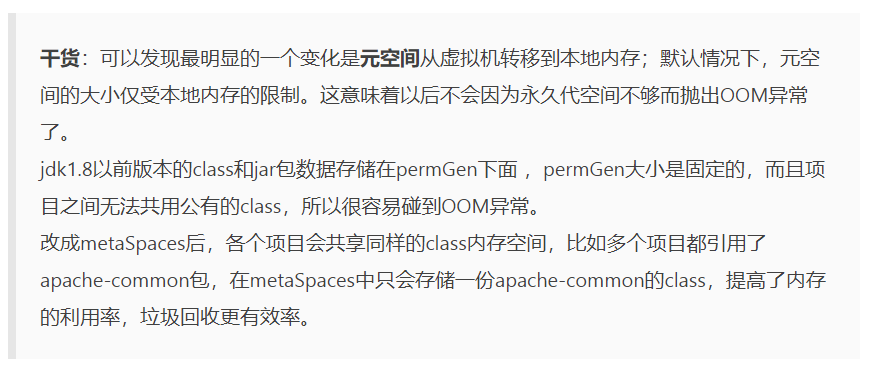 干货：可以发现最明显的一个变化是元空间从虚拟机转移到本地内存；默认情况下，元空
间的大小仅受本地内存的限制。这意味着以后不会因为永久代空间不够而抛出OOM异常
了。
jdk1.8以前版本的class和jar包数据存储在permGen下面 ，permGen大小是固定的，而且项
目之间无法共用公有的class，所以很容易碰到OOM异常。
改成metaSpaces后，各个项目会共享同样的class内存空间，比如多个项目都引用了
apache-common包，在metaSpaces中只会存储一份apache-common的class，提高了内存
的利用率，垃圾回收更有效率。